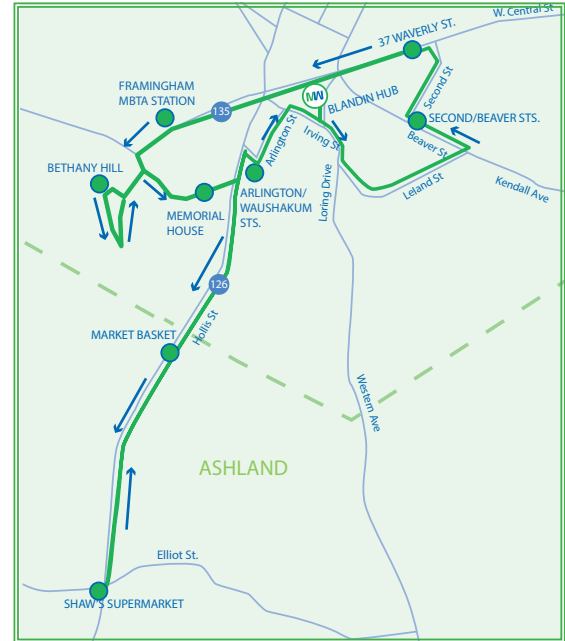 W. Central St
37 WAVERLY ST.
FRAMINGHAM
MBTA STATION
135
BLANDIN HUB
Second St
SECOND/BEAVER STS.
Arlington St
Irving St
Beaver St
BETHANY HILL
Leland St
Kendall Ave
Loring Drive
MEMORIAL
HOUSE
ARLINGTON/
WAUSHAKUM
STS.
126
Hollis St
MARKET BASKET
Western Ave
ASHLAND
Elliot St.
SHAW'S SUPERMARKET